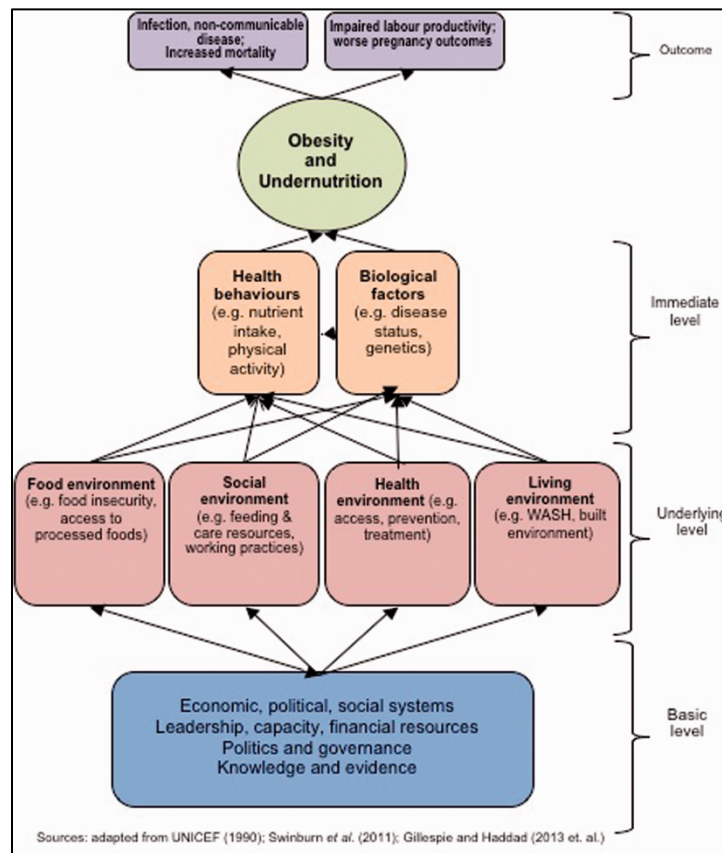 Infection, non-communicable
disease;
Increased mortality
Impaired labour productivity;
worse pregnancy outcomes
Outcome
Obesity
and
Undernutrition
Health
behaviours
(e.g. nutrient
intake,
physical
activity)
Biological
factors
(e.g. disease
status,
genetics)
Immediate
level
Food environment
(e.g. food insecurity,
access to
processed foods)
Social
environment
(e.g. feeding &
care resources,
working practices)
Health
environment (e.g.
access, prevention,
treatment)
Living
environment
(e.g. WASH, built
environment)
Underlying
level
Economic, political, social systems
Leadership, capacity, financial resources
Politics and governance
Knowledge and evidence
Basic
level
Sources: adapted from UNICEF (1990); Swinburn et al. (2011); Gillespie and Haddad (2013 et. al.)